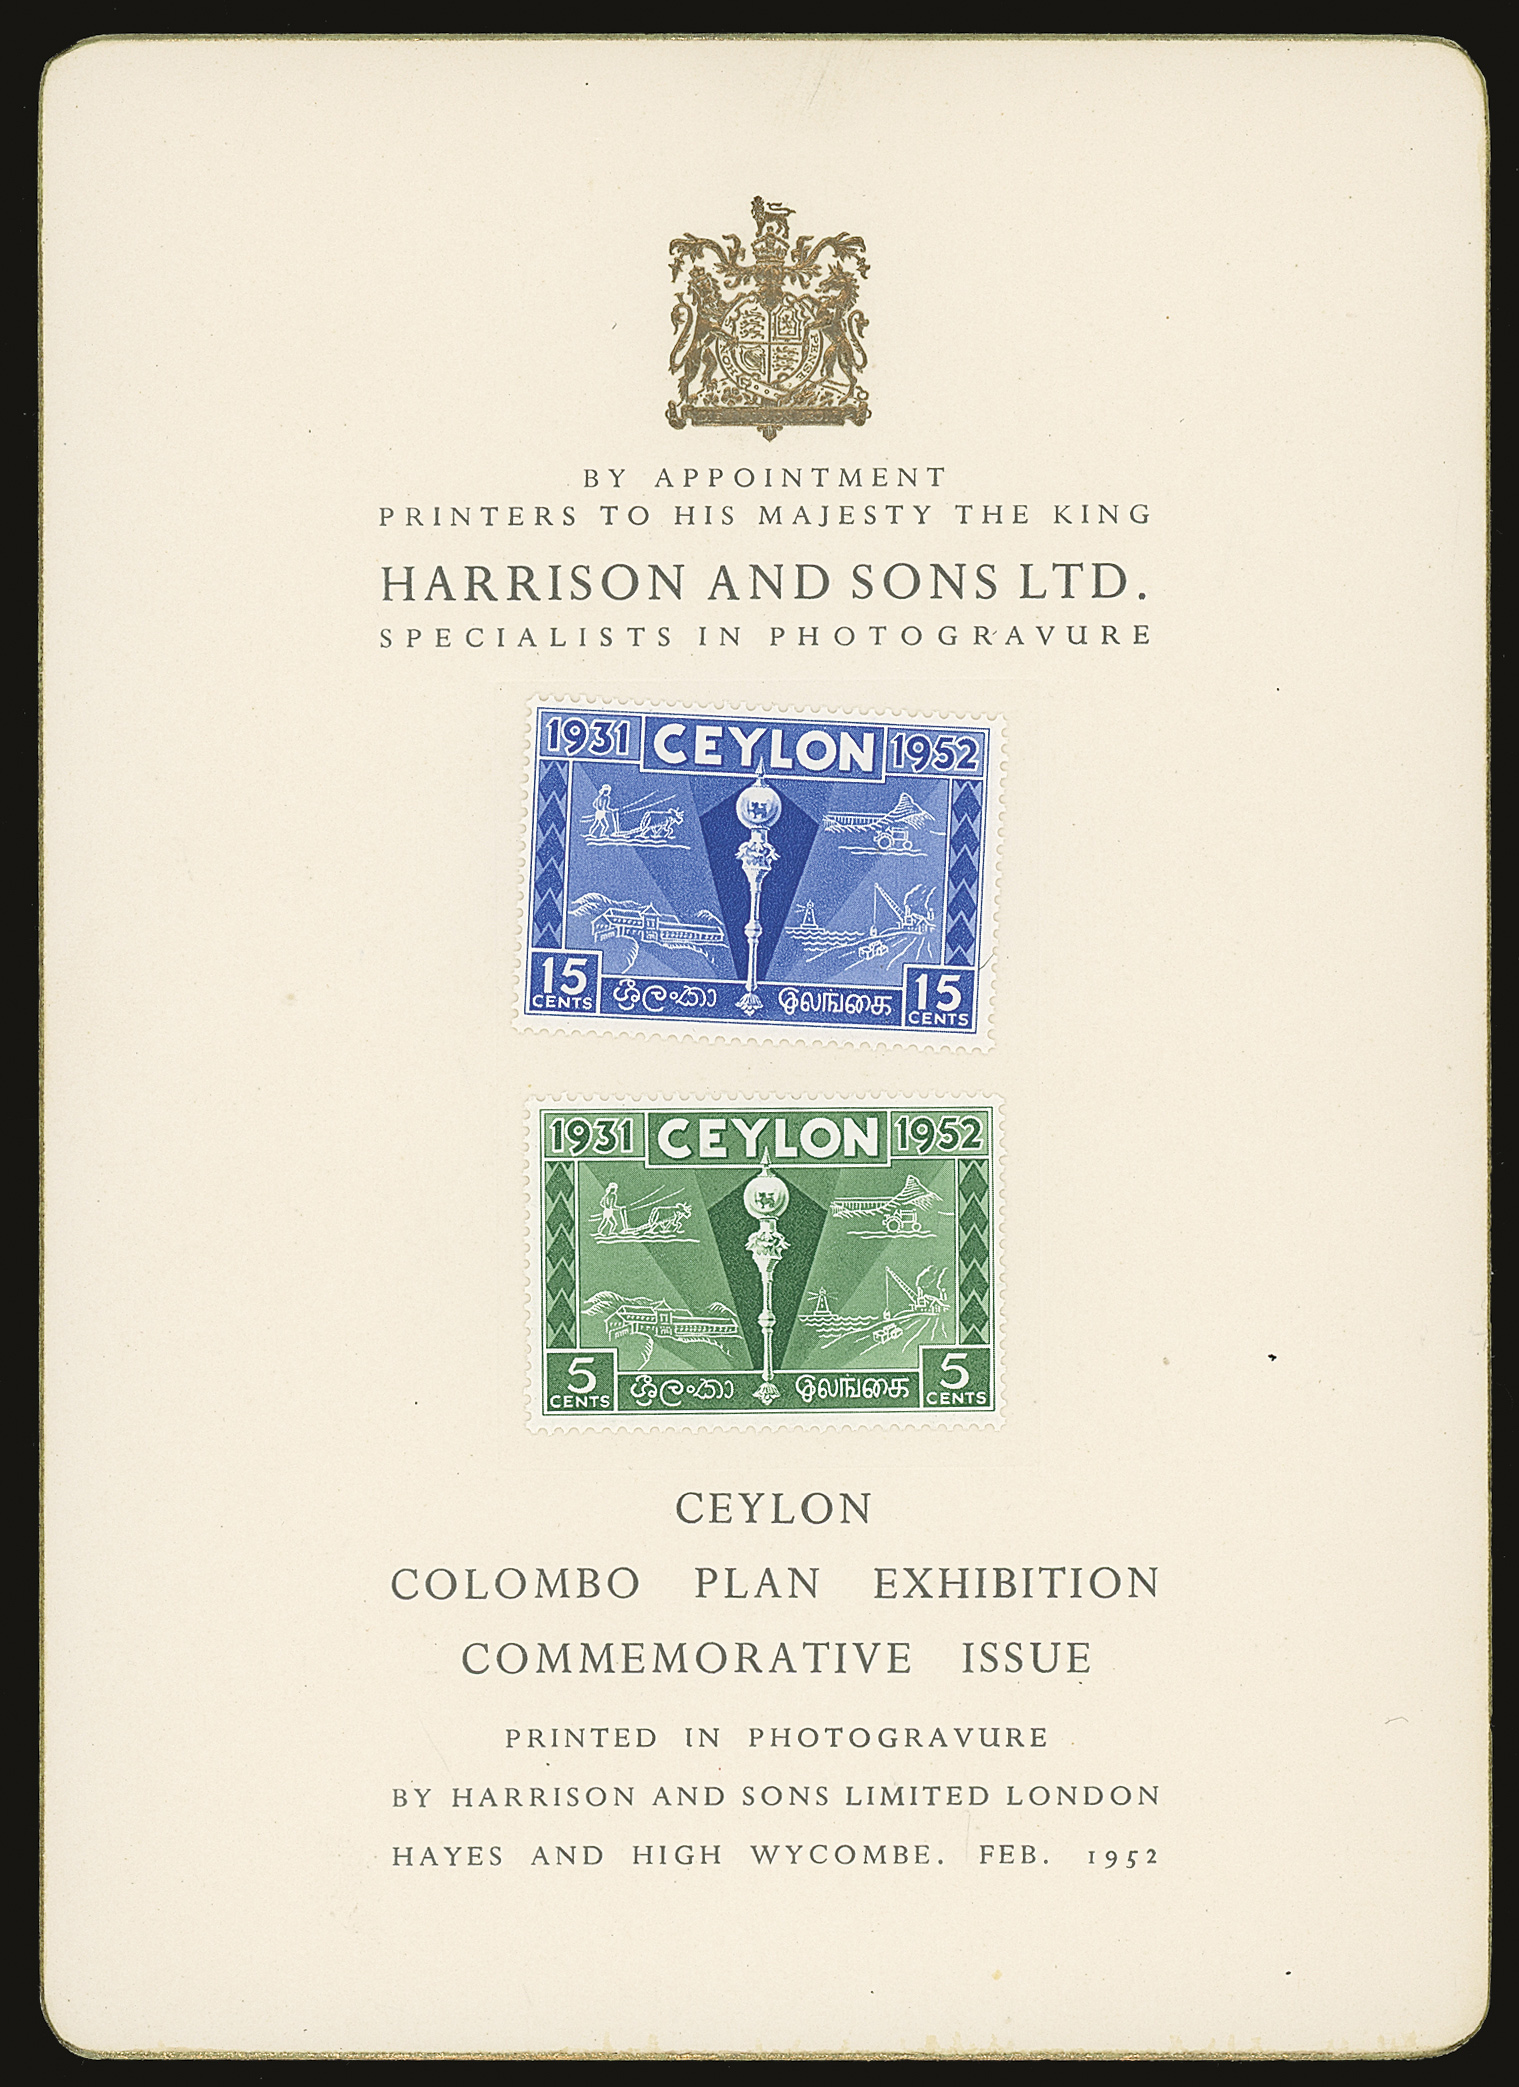 HONI
PENSE
BY APPOINTMENT
PRINTERS TO HIS MAJESTY THE KING
HARRISON AND SONS LTD.
SPECIALISTS IN PHOTOGRAVURE
1931 CEYLON 1952
15 CENTS ශ්‍රීලංකා இலங்கை 15 CENTS
1931 CEYLON 1952
5 CENTS ශ්‍රීලංකා இலங்கை 5 CENTS
CEYLON
COLOMBO PLAN EXHIBITION
COMMEMORATIVE ISSUE
PRINTED IN PHOTOGRAVURE
BY HARRISON AND SONS LIMITED LONDON
HAYES AND HIGH WYCOMBE. FEB. 1952